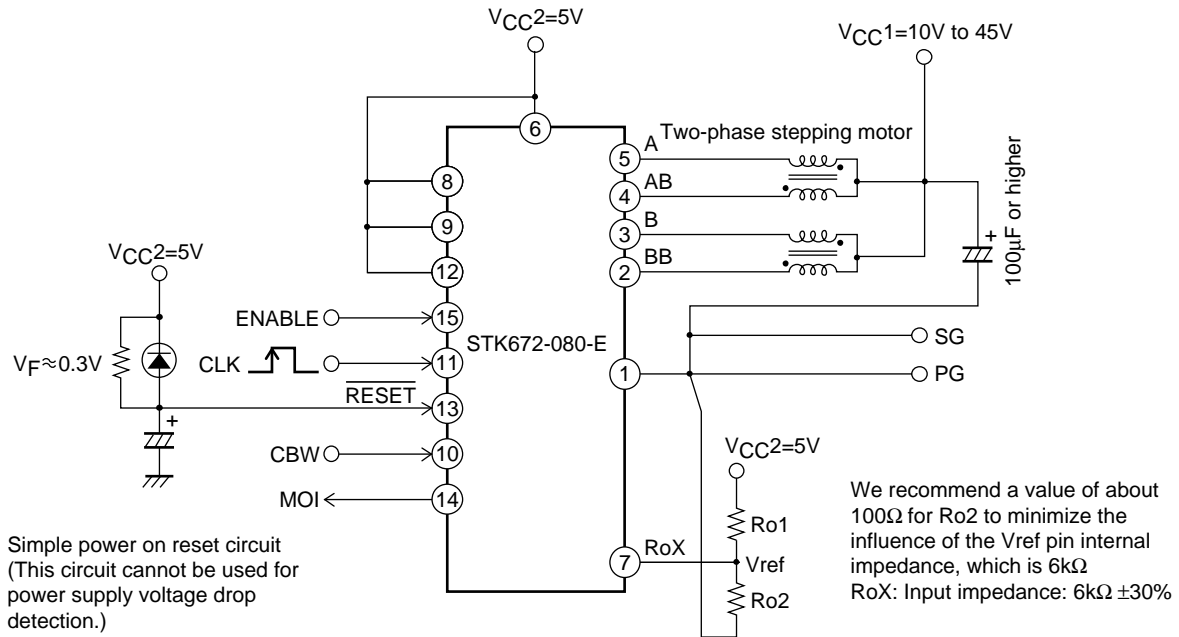 VCC2=5V
VCC1=10V to 45V
6
Two-phase stepping motor
5
A
8
4
AB
9
3
B
100µF or higher
VCC2=5V
12
2
BB
ENABLE
15
STK672-080-E
SG
VF≈0.3V
CLK
11
1
PG
RESET
13
VCC2=5V
CBW
10
MOI
14
Ro1
We recommend a value of about
100Ω for Ro2 to minimize the
influence of the Vref pin internal
impedance, which is 6kΩ
RoX: Input impedance: 6kΩ ±30%
7
RoX
Vref
Ro2
Simple power on reset circuit
(This circuit cannot be used for
power supply voltage drop
detection.)
+
+